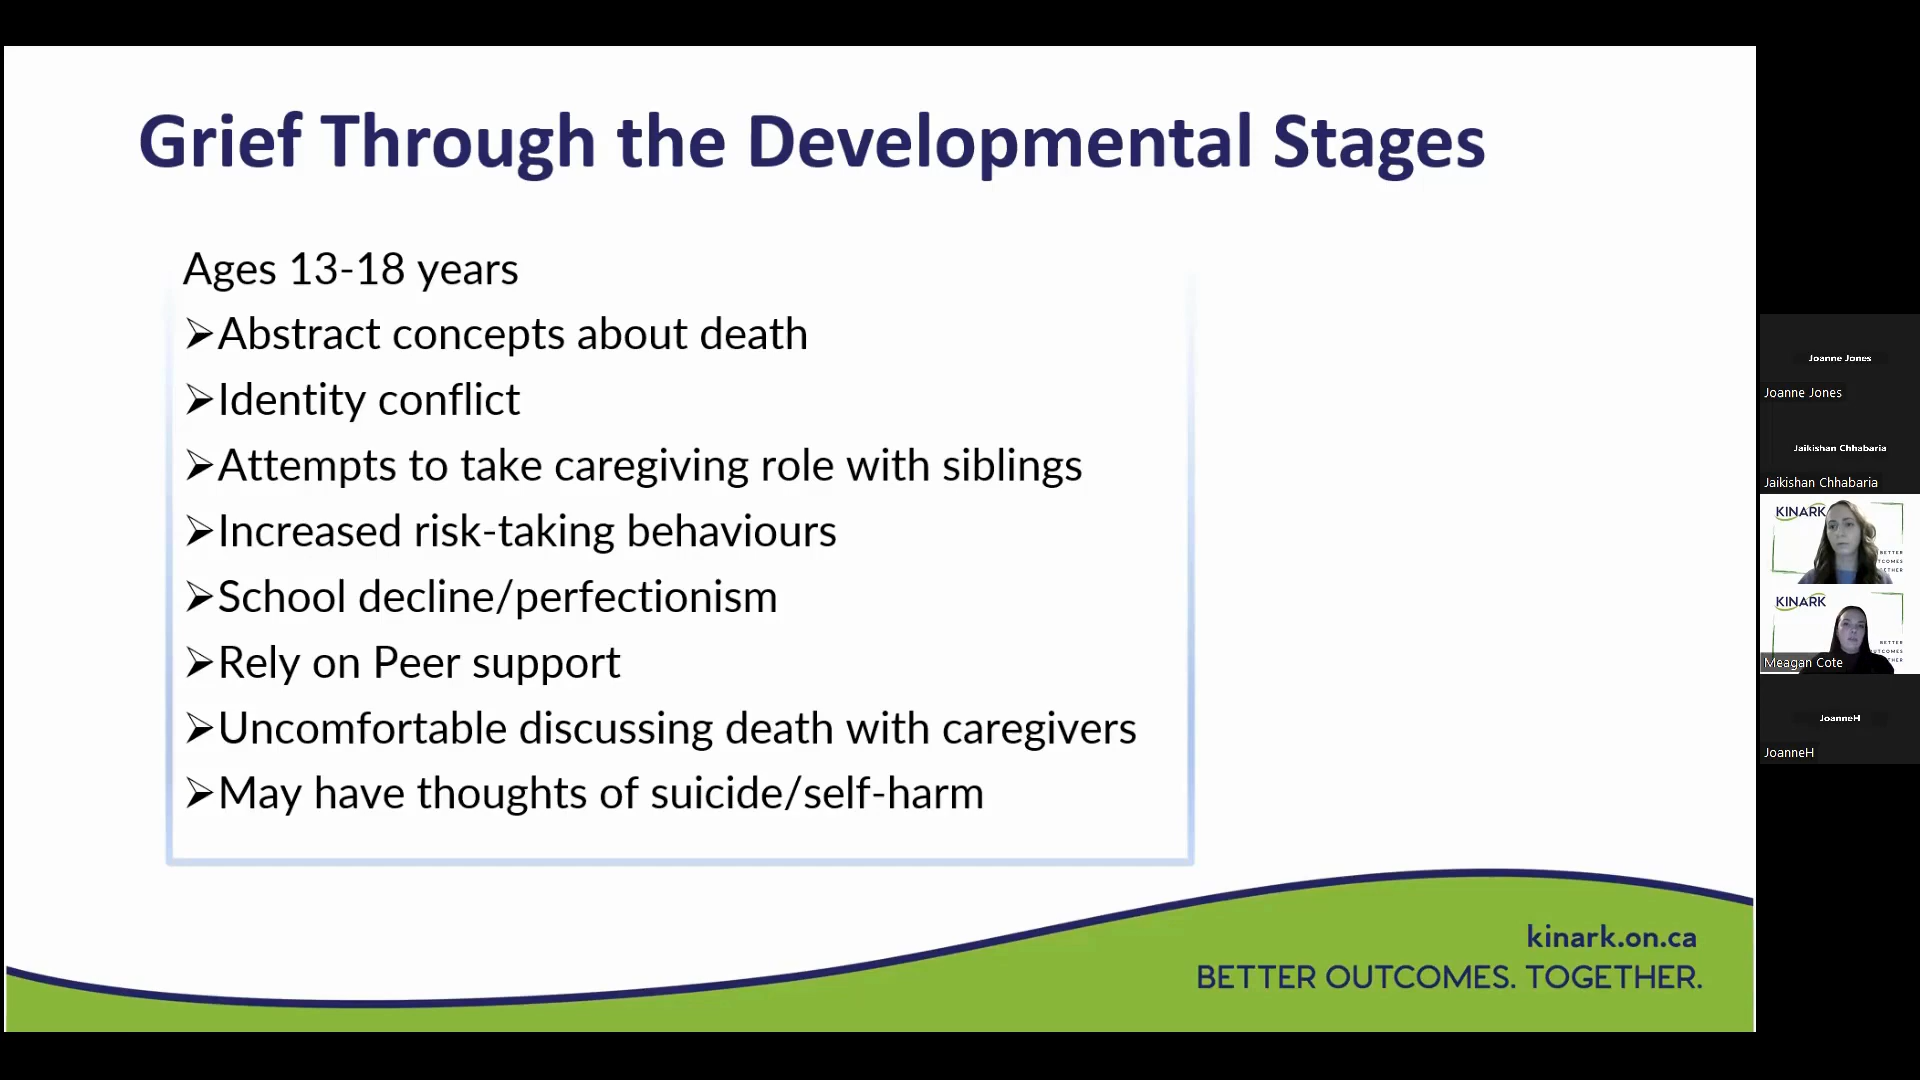 Grief Through the Developmental Stages
Ages 13-18 years
➢Abstract concepts about death
➢Identity conflict
➢Attempts to take caregiving role with siblings
➢Increased risk-taking behaviours
➢School decline/perfectionism
➢Rely on Peer support
➢Uncomfortable discussing death with caregivers
➢May have thoughts of suicide/self-harm
kinark.on.ca
BETTER OUTCOMES. TOGETHER.
Joanne Jones
Joanne Jones
Jaikishan Chhabaria
Jaikishan Chhabaria
KINARK
BETTER
TCOMES
ETHER
KINARK
BETTER
OUTCOMES
ETHER
Meagan Cote
JoanneH
JoanneH